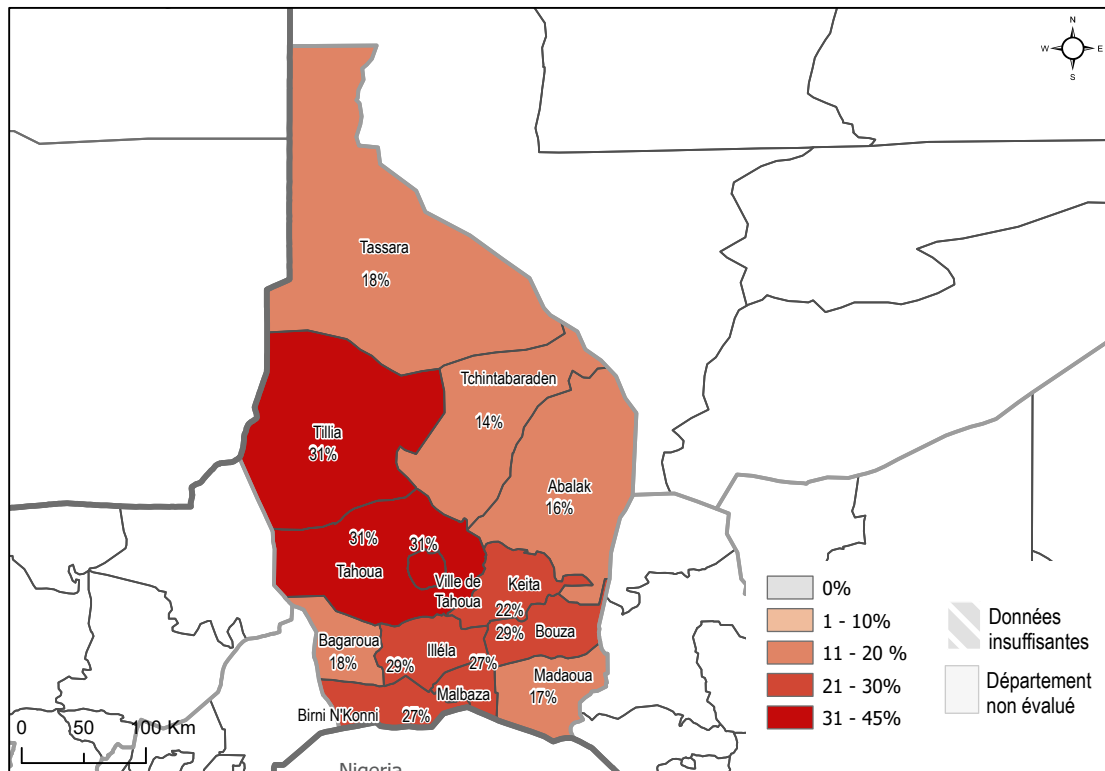 N
W E
S
Tassara
18%
Tchintabaraden
14%
Tillia
31%
Abalak
16%
31%
31%
Tahoua
Ville de
Tahoua
Keita
22%
29%
Bouza
Bagaroua
18%
Illéla
29%
27%
Madaoua
17%
Malbaza
Birni N'Konni
27%
0%
1 - 10%
11 - 20 %
21 - 30%
31 - 45%
Données
insuffisantes
Département
non évalué
0 50 100 Km
Nigeria